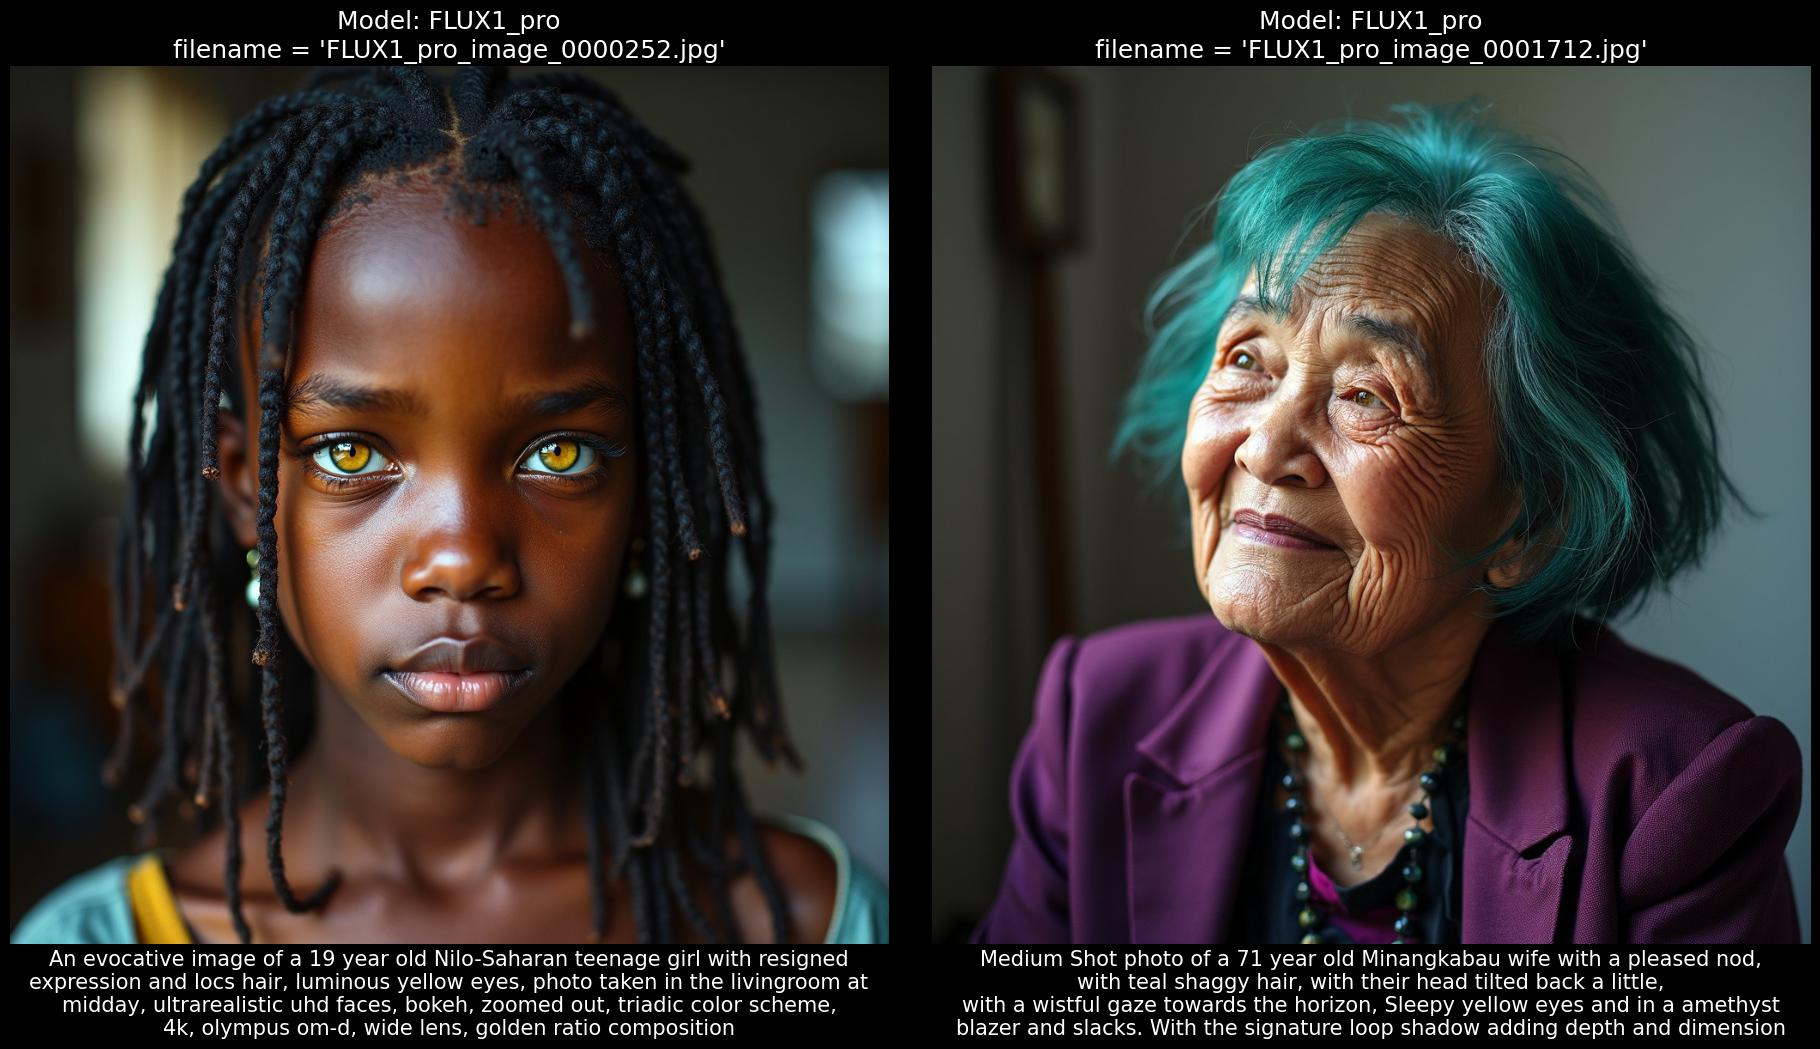 Model: FLUX1_pro
filename = 'FLUX1_pro_image_0000252.jpg'
An evocative image of a 19 year old Nilo-Saharan teenage girl with resigned
expression and locs hair, luminous yellow eyes, photo taken in the livingroom at
midday, ultrarealistic uhd faces, bokeh, zoomed out, triadic color scheme,
4k, olympus om-d, wide lens, golden ratio composition
Model: FLUX1_pro
filename = 'FLUX1_pro_image_0001712.jpg'
Medium Shot photo of a 71 year old Minangkabau wife with a pleased nod,
with teal shaggy hair, with their head tilted back a little,
with a wistful gaze towards the horizon, Sleepy yellow eyes and in a amethyst
blazer and slacks. With the signature loop shadow adding depth and dimension